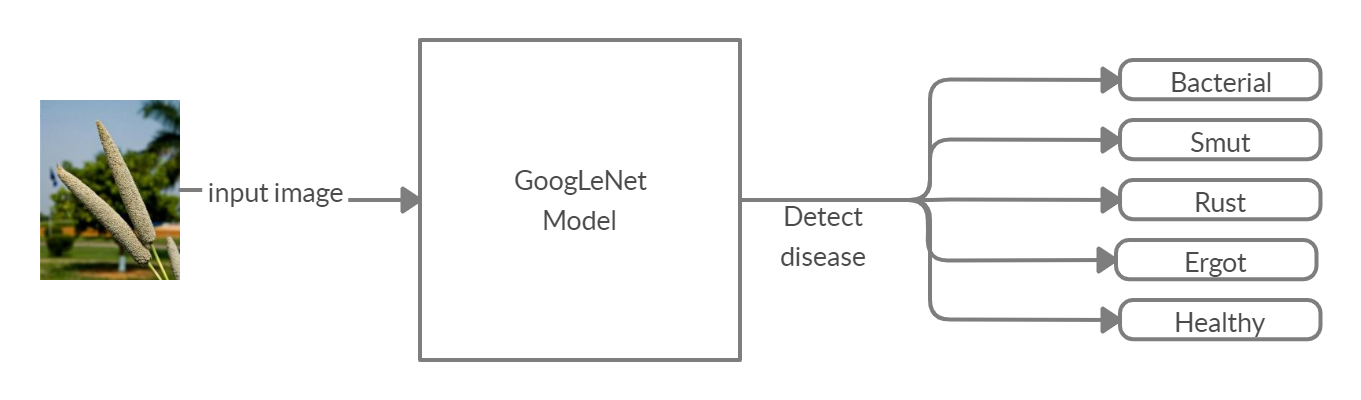 input image
GoogLeNet
Model
Detect
disease
Bacterial
Smut
Rust
Ergot
Healthy